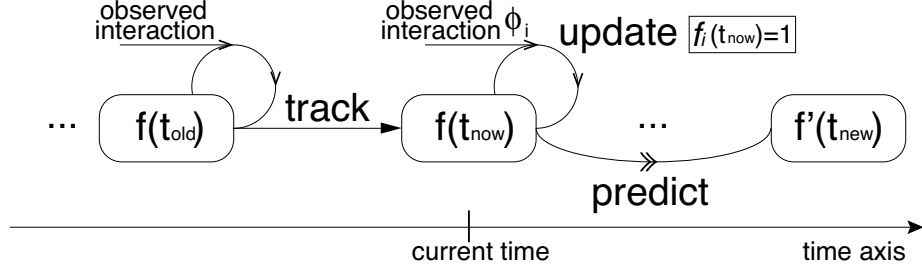 observed
interaction
observed
interaction ϕi
update
fi(tnow)=1
...
f(told)
track
f(tnow)
...
f'(tnew)
predict
current time
time axis